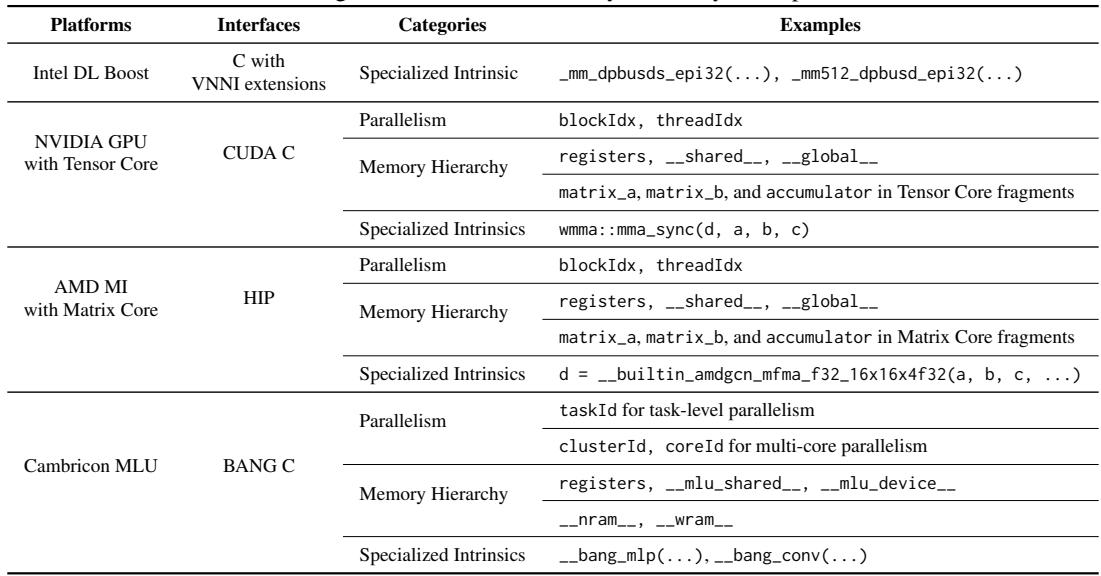 Platforms Interfaces Categories Examples
Intel DL Boost C with VNNI extensions Specialized Intrinsic _mm_dpbusds_epi32(...), _mm512_dpbusd_epi32(...)
NVIDIA GPU with Tensor Core CUDA C Parallelism blockIdx, threadIdx
Memory Hierarchy registers, __shared__, __global__
matrix_a, matrix_b, and accumulator in Tensor Core fragments
Specialized Intrinsics wmma::mma_sync(d, a, b, c)
AMD MI with Matrix Core HIP Parallelism blockIdx, threadIdx
Memory Hierarchy registers, __shared__, __global__
matrix_a, matrix_b, and accumulator in Matrix Core fragments
Specialized Intrinsics d = __builtin_amdgcn_mfma_f32_16x16x4f32(a, b, c, ...)
Cambricon MLU BANG C Parallelism taskId for task-level parallelism
clusterId, coreId for multi-core parallelism
Memory Hierarchy registers, __mlu_shared__, __mlu_device__
__nram__, __wram__
Specialized Intrinsics __bang_mlp(...), __bang_conv(...)